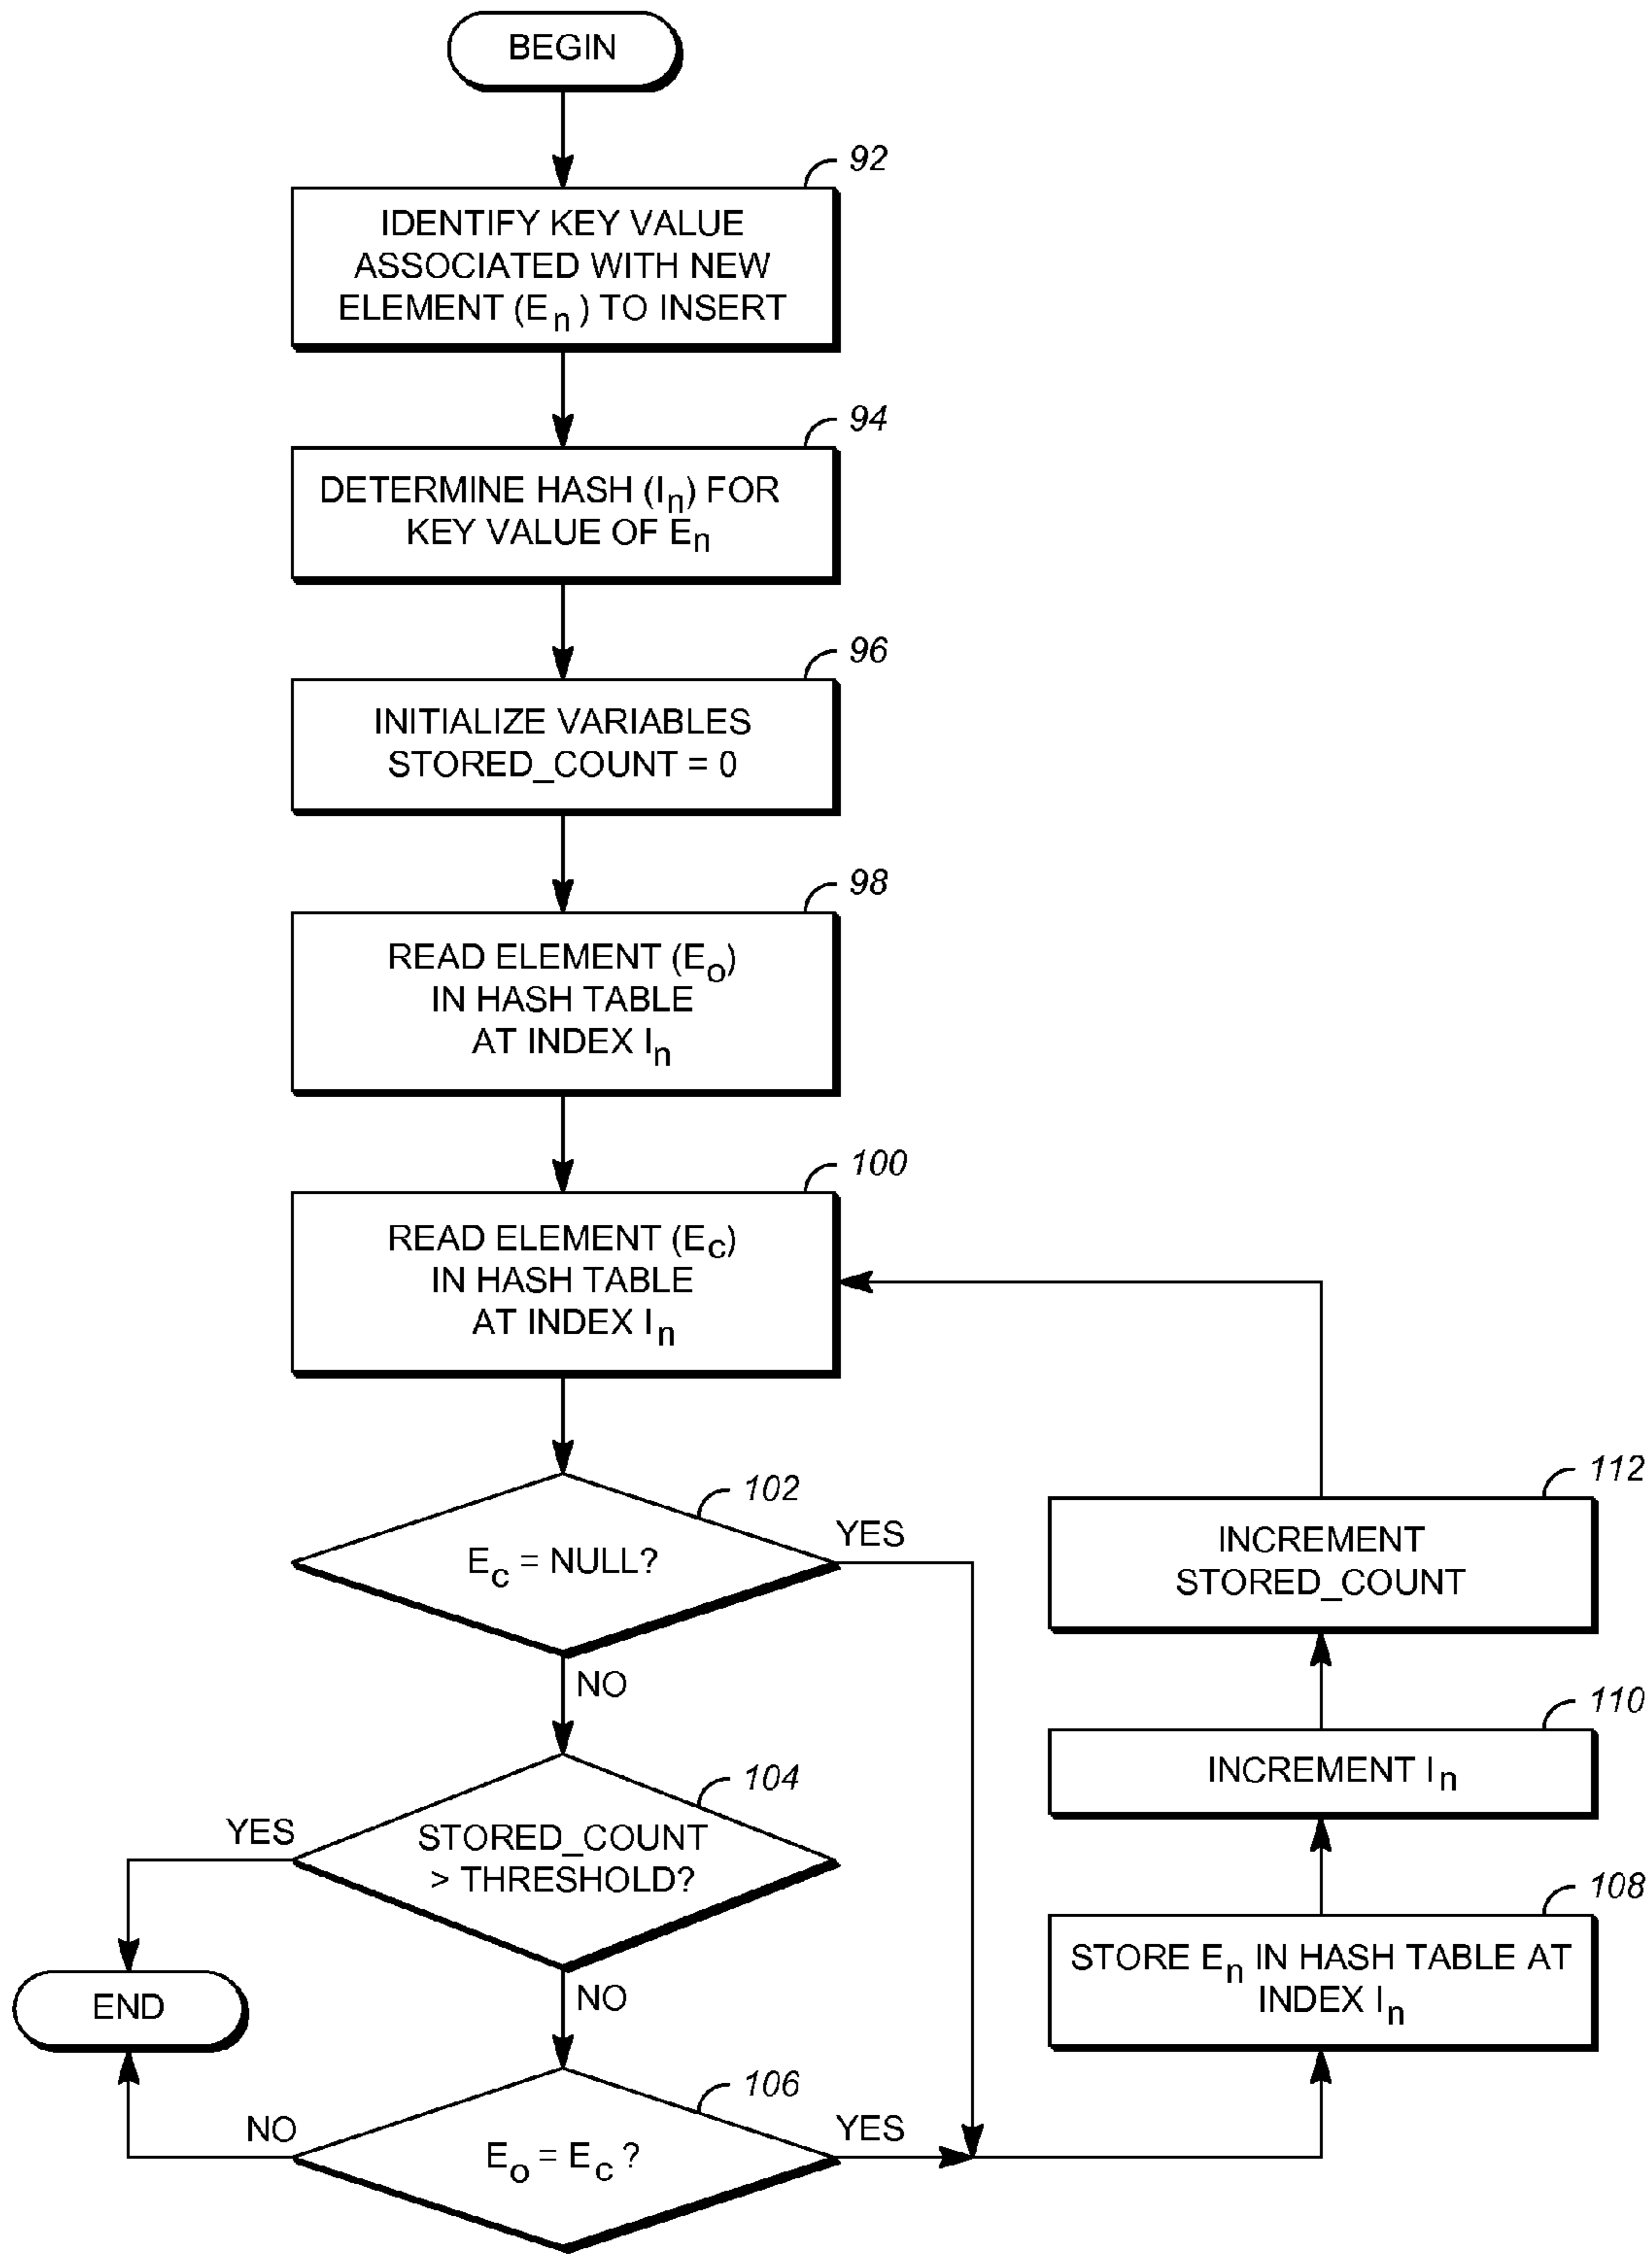 BEGIN
92
IDENTIFY KEY VALUE
ASSOCIATED WITH NEW
ELEMENT (En) TO INSERT
94
DETERMINE HASH (In) FOR
KEY VALUE OF En
96
INITIALIZE VARIABLES
STORED_COUNT = 0
98
READ ELEMENT (Eo)
IN HASH TABLE
AT INDEX In
100
READ ELEMENT (Ec)
IN HASH TABLE
AT INDEX In
102
Ec = NULL?
YES
NO
104
STORED_COUNT
> THRESHOLD?
YES
NO
END
106
Eo = Ec ?
NO
YES
112
INCREMENT
STORED_COUNT
110
INCREMENT In
108
STORE En IN HASH TABLE AT
INDEX In